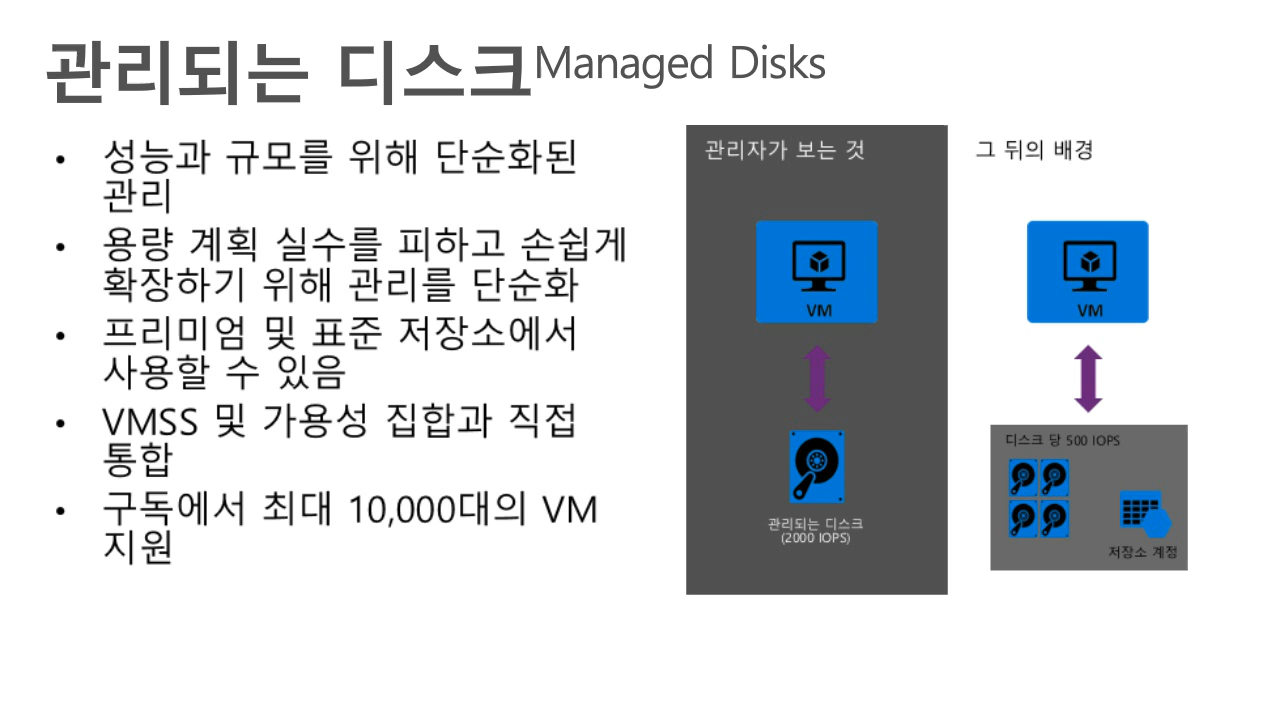 관리되는 디스크Managed Disks
• 성능과 규모를 위해 단순화된
관리
• 용량 계획 실수를 피하고 손쉽게
확장하기 위해 관리를 단순화
• 프리미엄 및 표준 저장소에서
사용할 수 있음
• VMSS 및 가용성 집합과 직접
통합
• 구독에서 최대 10,000대의 VM
지원
관리자가 보는 것
VM
관리되는 디스크
(2000 IOPS)
그 뒤의 배경
VM
디스크 당 500 IOPS
저장소 계정